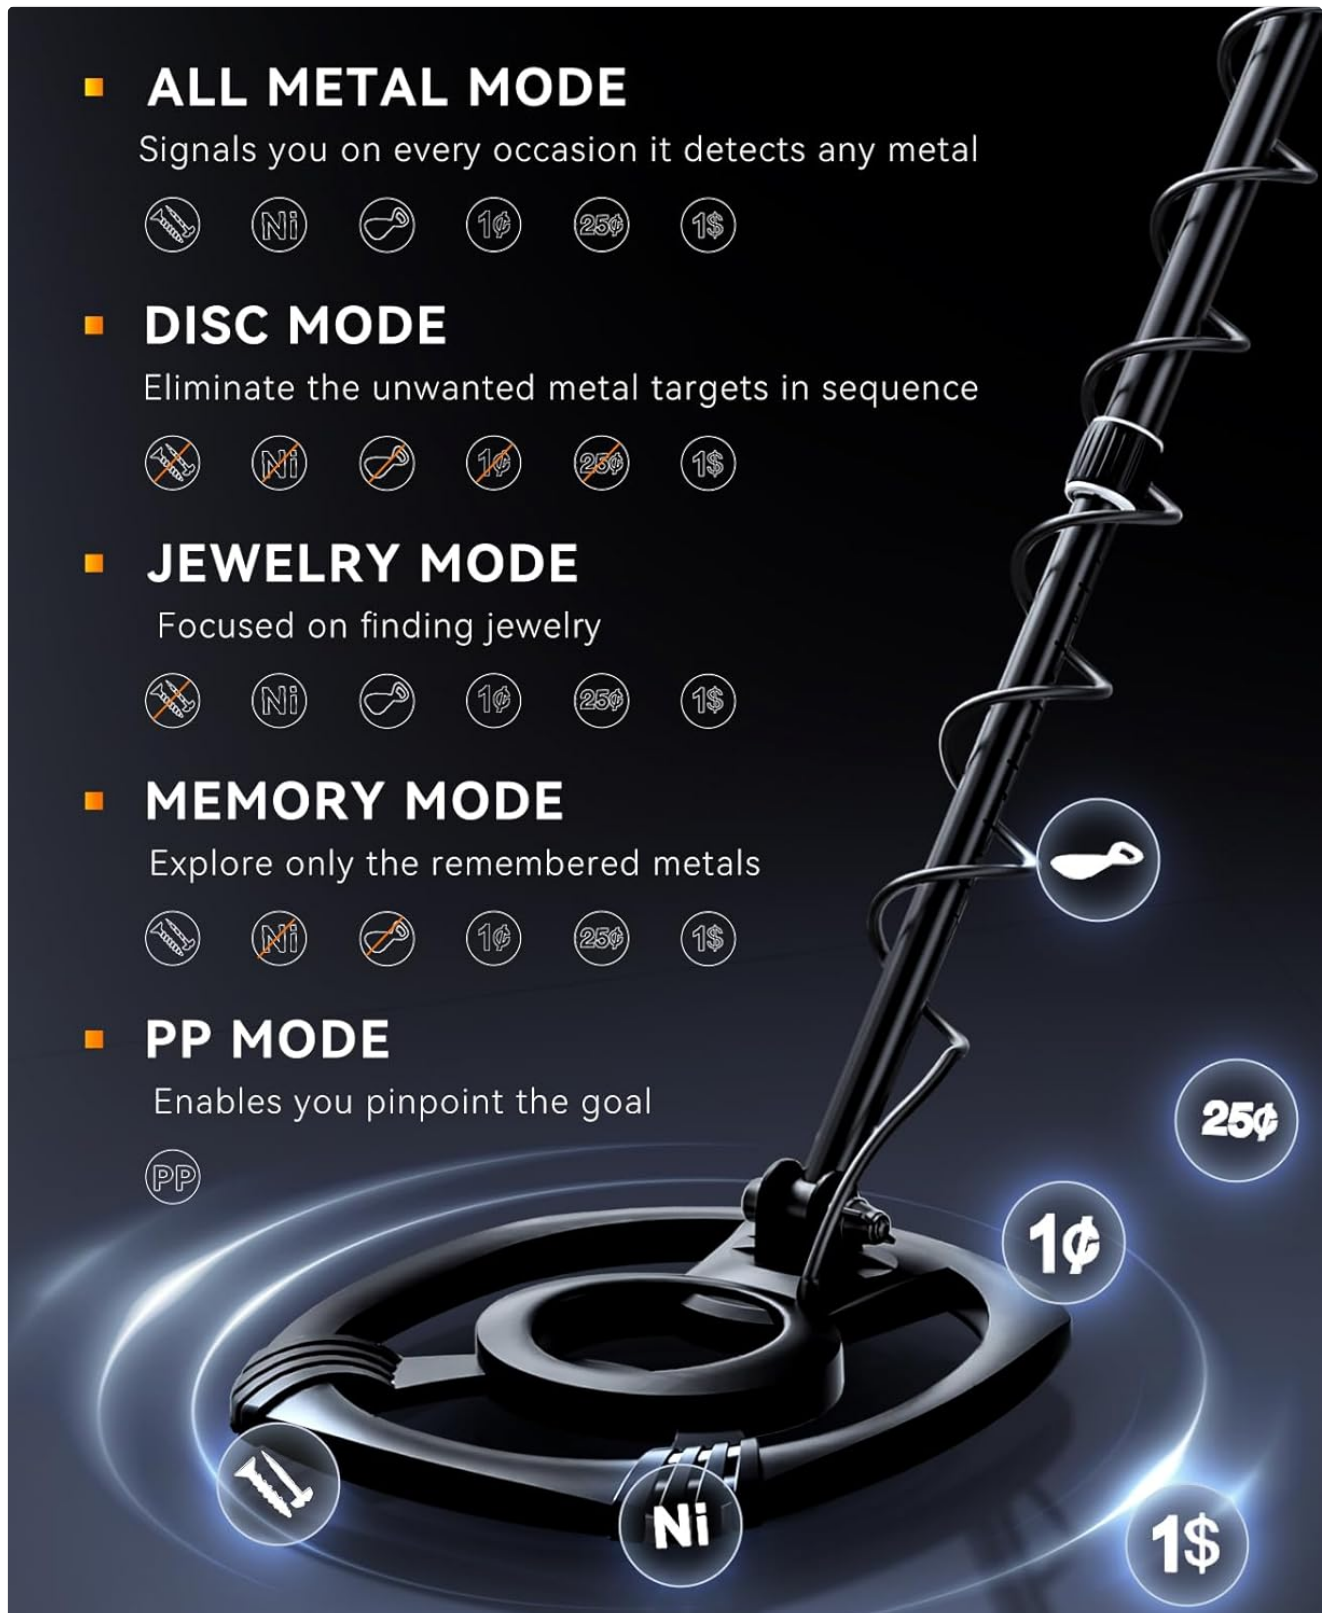 ALL METAL MODE
Signals you on every occasion it detects any metal
Ni 1¢ 25¢ 1$
DISC MODE
Eliminate the unwanted metal targets in sequence
Ni 1¢ 25¢ 1$
JEWELRY MODE
Focused on finding jewelry
Ni 1¢ 25¢ 1$
MEMORY MODE
Explore only the remembered metals
Ni 1¢ 25¢ 1$
PP MODE
Enables you pinpoint the goal
PP
25¢
1¢
Ni
1$